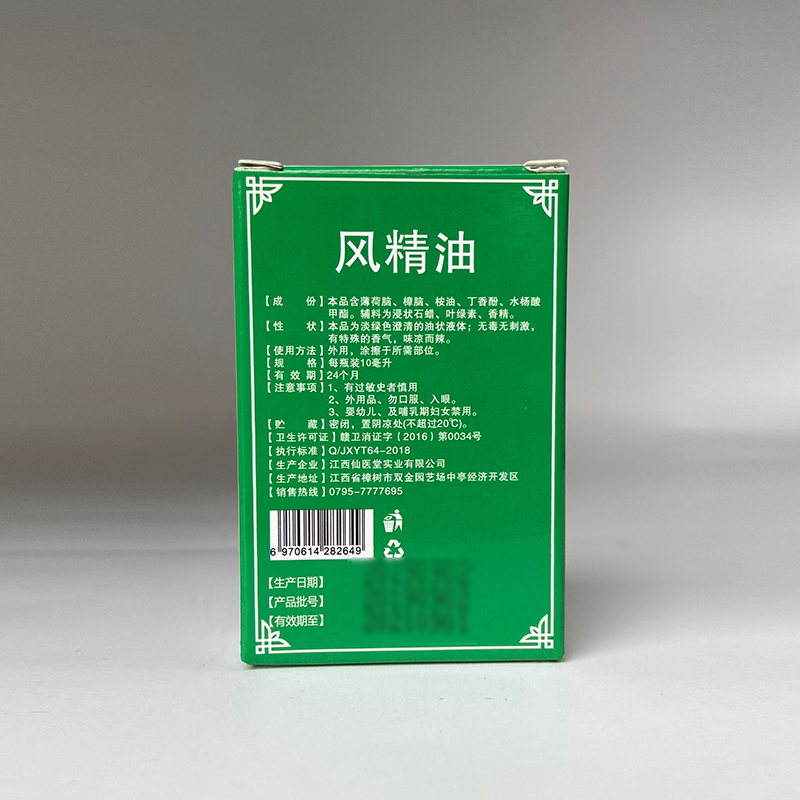 风精油
【成　份】本品含薄荷脑、樟脑、桉油、丁香酚、水杨酸
甲酯。辅料为浸状石蜡、叶绿素、香精。
【性　状】本品为淡绿色澄清的油状液体；无毒无刺激，
有特殊的香气，味凉而辣。
【使用方法】外用，涂擦于所需部位。
【规　格】每瓶装10毫升
【有 效 期】24个月
【注意事项】1、有过敏史者慎用
2、外用品、勿口服、入眼。
3、婴幼儿、及哺乳期妇女禁用。
【贮　藏】密闭，置阴凉处(不超过20℃)。
【卫生许可证】赣卫消证字（2016）第0034号
【执行标准】Q/JXYT64-2018
【生产企业】江西仙医堂实业有限公司
【生产地址】江西省樟树市双金园艺场中亭经济开发区
【销售热线】0795-7777695
6 970614 282649
【生产日期】
【产品批号】
【有效期至】